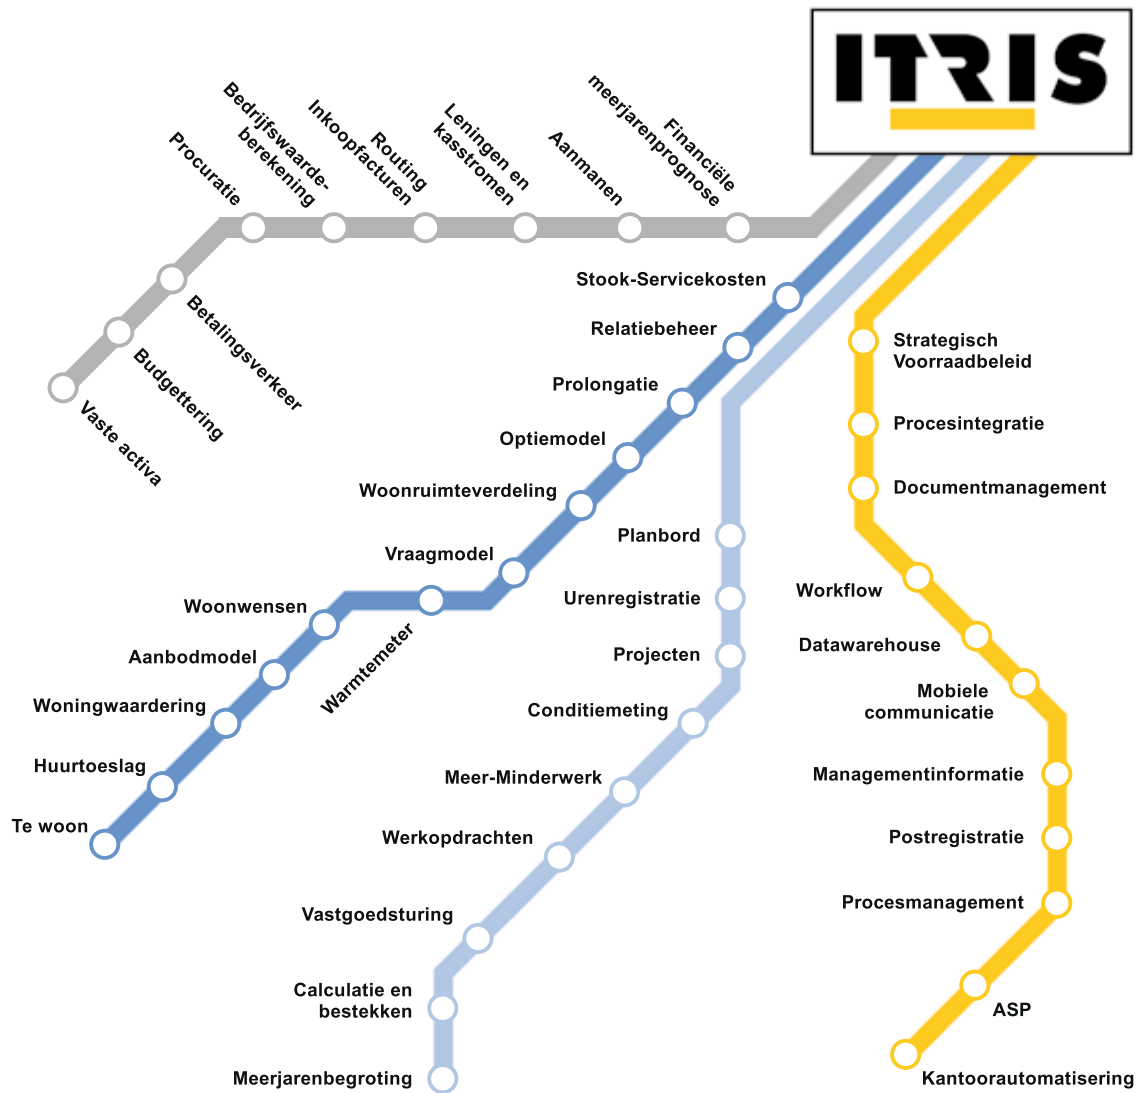 ITRIS
Financiële
meerjarenprognose
Aanmanen
Leningen en
kasstromen
Routing
Inkoopfacturen
Bedrijfswaarde-
berekening
Procuratie
Betalingsverkeer
Budgettering
Vaste activa
Stook-Servicekosten
Relatiebeheer
Prolongatie
Optiemodel
Woonruimteverdeling
Vraagmodel
Warmtemeter
Woonwensen
Aanbodmodel
Woningwaardering
Huurtoeslag
Te woon
Planbord
Urenregistratie
Projecten
Conditiemeting
Meer-Minderwerk
Werkopdrachten
Vastgoedsturing
Calculatie en
bestekken
Meerjarenbegroting
Strategisch
Voorraadbeleid
Procesintegratie
Documentmanagement
Workflow
Datawarehouse
Mobiele
communicatie
Managementinformatie
Postregistratie
Procesmanagement
ASP
Kantoorautomatisering